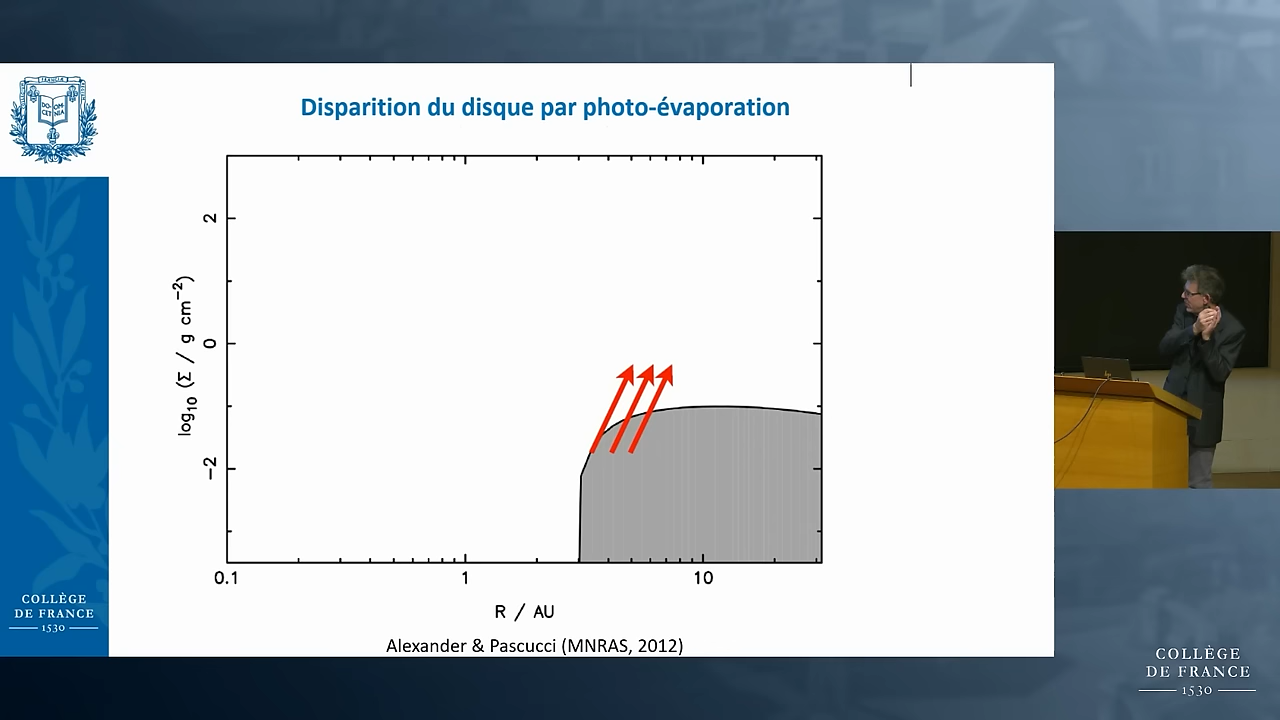 Disparition du disque par photo-évaporation
2
0
−2
log10 (Σ / g cm−2)
0.1
1
10
R / AU
Alexander & Pascucci (MNRAS, 2012)
COLLÈGE
DE FRANCE
1530
COLLÈGE
DE FRANCE
1530